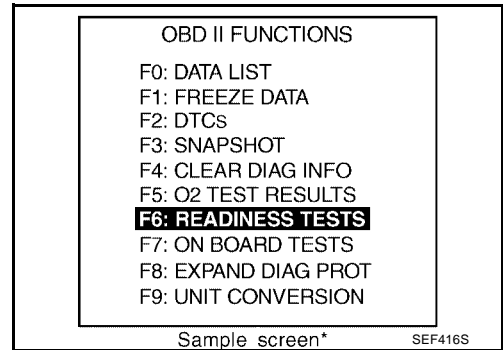 OBD II FUNCTIONS
F0: DATA LIST
F1: FREEZE DATA
F2: DTCs
F3: SNAPSHOT
F4: CLEAR DIAG INFO
F5: O2 TEST RESULTS
F6: READINESS TESTS
F7: ON BOARD TESTS
F8: EXPAND DIAG PROT
F9: UNIT CONVERSION
Sample screen*
SEF416S